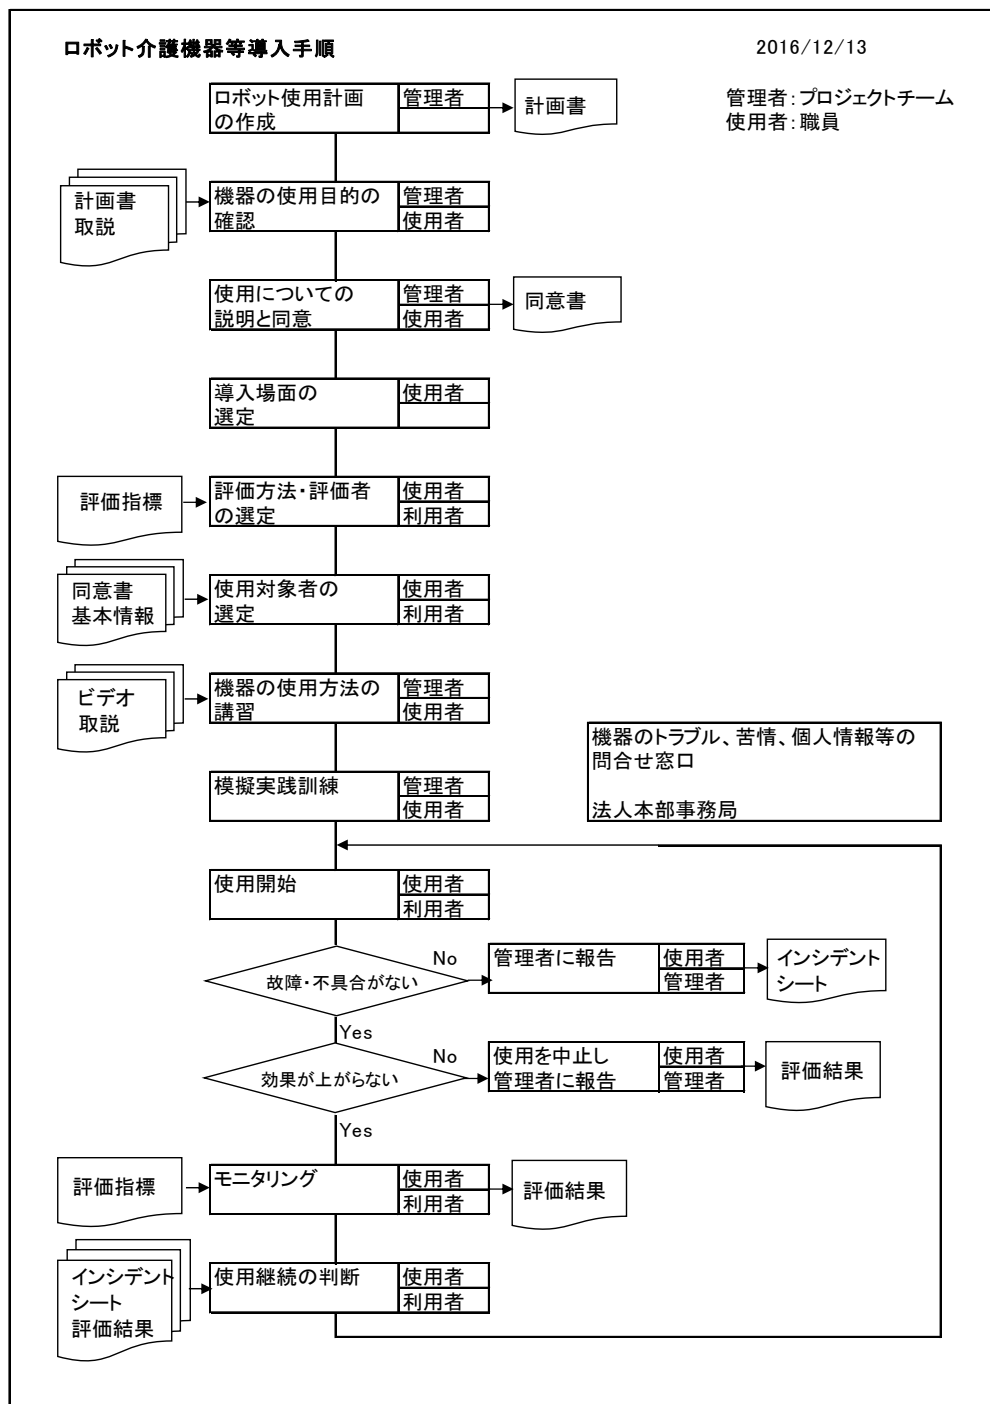 ロボット介護機器等導入手順
2016/12/13
管理者：プロジェクトチーム
使用者：職員
ロボット使用計画
の作成
管理者
計画書
計画書
取説
機器の使用目的の
確認
管理者
使用者
使用についての
説明と同意
管理者
使用者
同意書
導入場面の
選定
使用者
評価指標
評価方法・評価者
の選定
使用者
利用者
同意書
基本情報
使用対象者の
選定
使用者
利用者
ビデオ
取説
機器の使用方法の
講習
管理者
使用者
機器のトラブル、苦情、個人情報等の
問合せ窓口
法人本部事務局
模擬実践訓練
管理者
使用者
使用開始
使用者
利用者
故障・不具合がない
No
管理者に報告
使用者
管理者
インシデント
シート
Yes
効果が上がらない
No
使用を中止し
管理者に報告
使用者
管理者
評価結果
Yes
評価指標
モニタリング
使用者
利用者
評価結果
インシデント
シート
評価結果
使用継続の判断
使用者
利用者